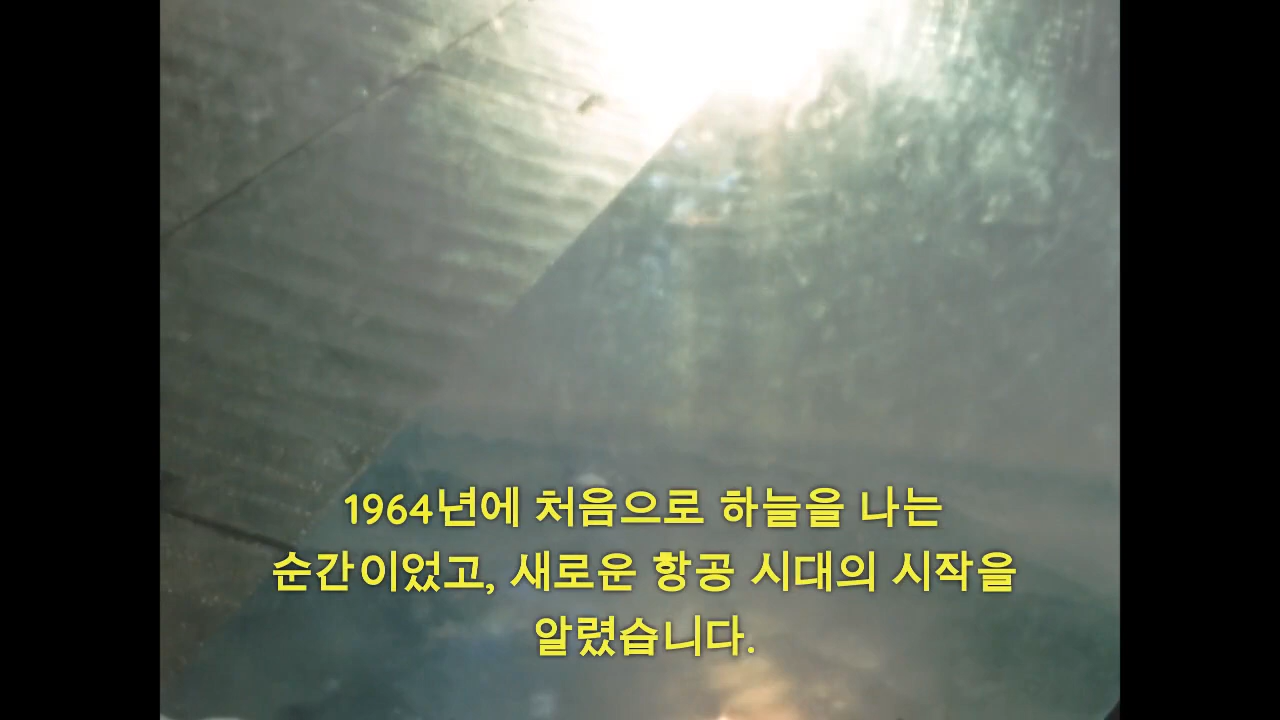 1964년에 처음으로 하늘을 나는
순간이었고, 새로운 항공 시대의 시작을
알렸습니다.